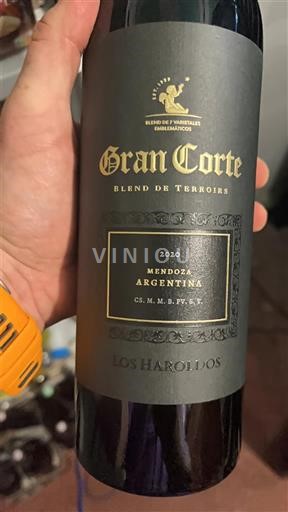 EST. 1939
BLEND DE 7 VARIETALES
EMBLEMÁTICOS
Gran Corte
BLEND DE TERROIRS
2020
VINIOU
MENDOZA
ARGENTINA
CS. M. M. B. PV. S. T.
LOS HAROLDOS